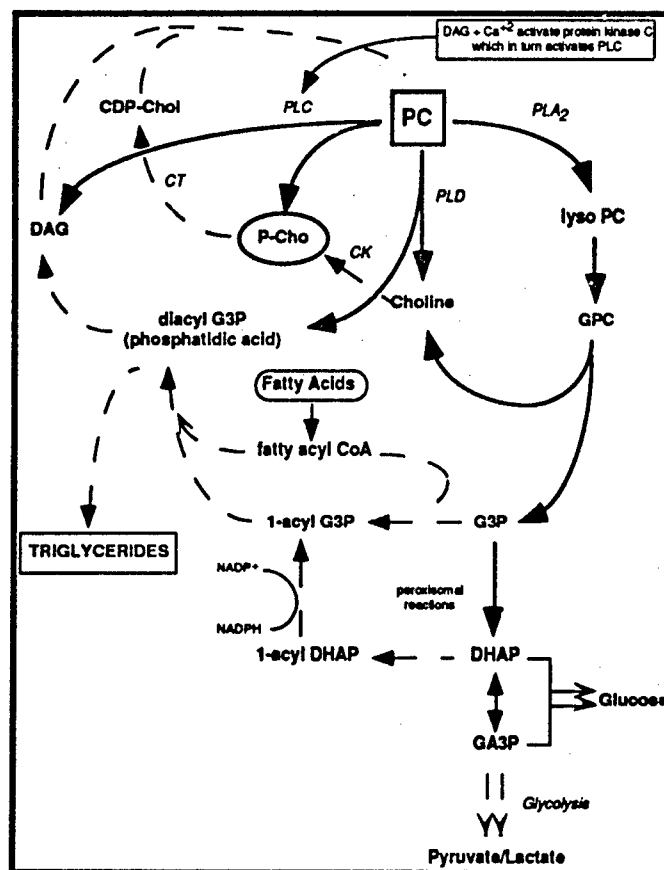 DAG + Ca+2 activate protein kinase C
which in turn activates PLC
CDP-Chol
PLC
PC
PLA2
CT
PLD
DAG
P-Cho
lyso PC
CK
Choline
GPC
diacyl G3P
(phosphatidic acid)
Fatty Acids
fatty acyl CoA
1-acyl G3P
G3P
TRIGLYCERIDES
NADP+
peroxisomal
reactions
NADPH
1-acyl DHAP
DHAP
Glucose
GA3P
Glycolysis
Pyruvate/Lactate